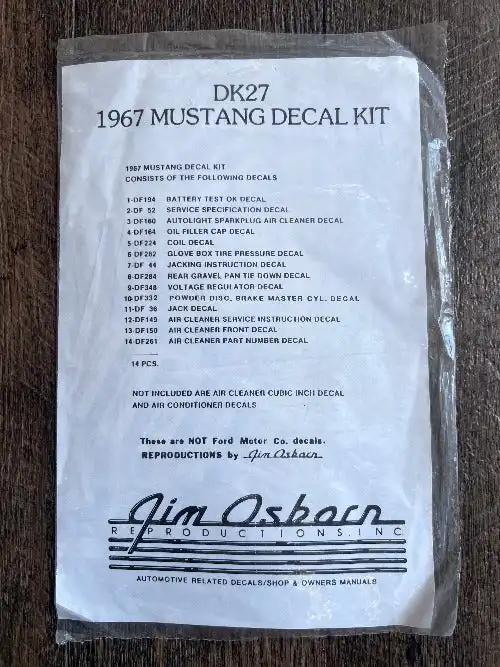 DK27
1967 MUSTANG DECAL KIT
1967 MUSTANG DECAL KIT
CONSISTS OF THE FOLLOWING DECALS
1-DF194 BATTERY TEST OK DECAL
2-DF 52 SERVICE SPECIFICATION DECAL
3-DF160 AUTOLIGHT SPARKPLUG AIR CLEANER DECAL
4-DF164 OIL FILLER CAP DECAL
5-DF224 COIL DECAL
6-DF282 GLOVE BOX TIRE PRESSURE DECAL
7-DF 44 JACKING INSTRUCTION DECAL
8-DF284 REAR GRAVEL PAN TIE DOWN DECAL
9-DF348 VOLTAGE REGULATOR DECAL
10-DF332 POWDER DISC, BRAKE MASTER CYL. DECAL
11-DF 36 JACK DECAL
12-DF149 AIR CLEANER SERVICE INSTRUCTION DECAL
13-DF150 AIR CLEANER FRONT DECAL
14-DF261 AIR CLEANER PART NUMBER DECAL
14 PCS.
NOT INCLUDED ARE AIR CLEANER CUBIC INCH DECAL
AND AIR CONDITIONER DECALS
These are NOT Ford Motor Co. decals.
REPRODUCTIONS by Jim Osborn
Jim Osborn
REPRODUCTIONS, INC.
AUTOMOTIVE RELATED DECALS/SHOP & OWNERS MANUALS